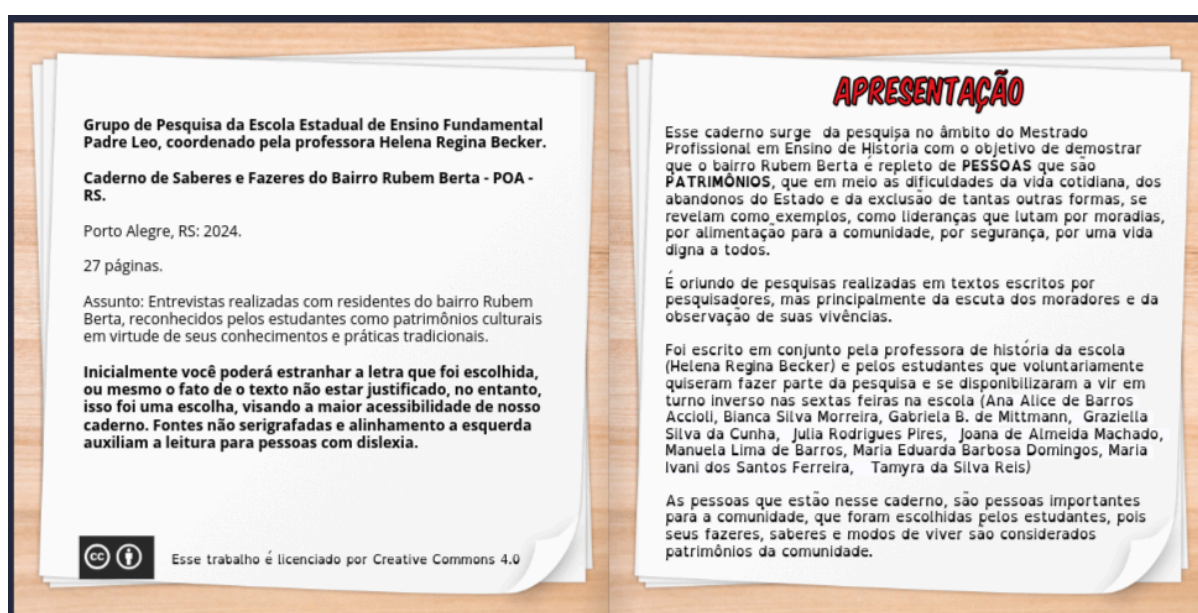 Grupo de Pesquisa da Escola Estadual de Ensino Fundamental
Padre Leo, coordenado pela professora Helena Regina Becker.
Caderno de Saberes e Fazeres do Bairro Rubem Berta - POA -
RS.
Porto Alegre, RS: 2024.
27 páginas.
Assunto: Entrevistas realizadas com residentes do bairro Rubem
Berta, reconhecidos pelos estudantes como patrimônios culturais
em virtude de seus conhecimentos e práticas tradicionais.
Inicialmente você poderá estranhar a letra que foi escolhida,
ou mesmo o fato de o texto não estar justificado, no entanto,
isso foi uma escolha, visando a maior acessibilidade de nosso
caderno. Fontes não serigrafadas e alinhamento a esquerda
auxiliam a leitura para pessoas com dislexia.
cc
Esse trabalho é licenciado por Creative Commons 4.0
APRESENTAÇÃO
Esse caderno surge da pesquisa no âmbito do Mestrado
Profissional em Ensino de História com o objetivo de demostrar
que o bairro Rubem Berta é repleto de PESSOAS que são
PATRIMÔNIOS, que em meio as dificuldades da vida cotidiana, dos
abandonos do Estado e da exclusão de tantas outras formas, se
revelam como exemplos, como lideranças que lutam por moradias,
por alimentação para a comunidade, por segurança, por uma vida
digna a todos.
É oriundo de pesquisas realizadas em textos escritos por
pesquisadores, mas principalmente da escuta dos moradores e da
observação de suas vivências.
Foi escrito em conjunto pela professora de história da escola
(Helena Regina Becker) e pelos estudantes que voluntariamente
quiseram fazer parte da pesquisa e se disponibilizaram a vir em
turno inverso nas sextas feiras na escola (Ana Alice de Barros
Accioli, Bianca Silva Morreira, Gabriela B. de Mittmann, Graziella
Silva da Cunha, Julia Rodrigues Pires, Joana de Almeida Machado,
Manuela Lima de Barros, Maria Eduarda Barbosa Domingos, Maria
Ivani dos Santos Ferreira, Tamyra da Silva Reis)
As pessoas que estão nesse caderno, são pessoas importantes
para a comunidade, que foram escolhidas pelos estudantes, pois
seus fazeres, saberes e modos de viver são considerados
patrimônios da comunidade.